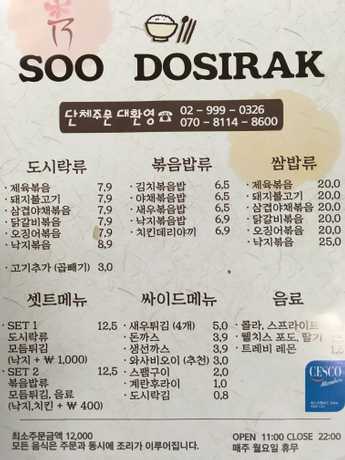 SOO DOSIRAK
단체주문 대환영☎ 02 - 999 - 0326
070 - 8114 - 8600
도시락류
· 제육볶음 7,9
· 돼지불고기 7,9
· 삼겹야채볶음 7,9
· 닭갈비볶음 7,9
· 오징어볶음 7,9
· 낙지볶음 8,9
· 고기추가 (곱빼기) 3,0
볶음밥류
· 김치볶음밥 6,5
· 야채볶음밥 6,5
· 새우볶음밥 6,5
· 낙지볶음밥 6,9
· 치킨데리야끼 6,9
쌈밥류
· 제육볶음 20,0
· 돼지불고기 20,0
· 삼겹야채볶음 20,0
· 닭갈비볶음 20,0
· 오징어볶음 20,0
· 낙지볶음 25,0
셋트메뉴
· SET 1 12,5
도시락류
모듬튀김
(낙지 + ₩ 1,000)
· SET 2 12,5
볶음밥류
모듬튀김, 음료
(낙지,치킨 + ₩ 400)
싸이드메뉴
· 새우튀김 (4개) 5,0
· 돈까스 3,9
· 생선까스 3,9
· 와사비오이 (추천) 3,0
· 스팸구이 2,0
· 계란후라이 1,0
· 도시락김 0,8
음료
· 콜라, 스프라이트
· 웰치스 포도, 딸기
· 트레비 레몬
CESCO
Members
최소주문금액 12,000
모든 음식은 주문과 동시에 조리가 이루어집니다.
OPEN 11:00 CLOSE 22:00
매주 월요일 휴무